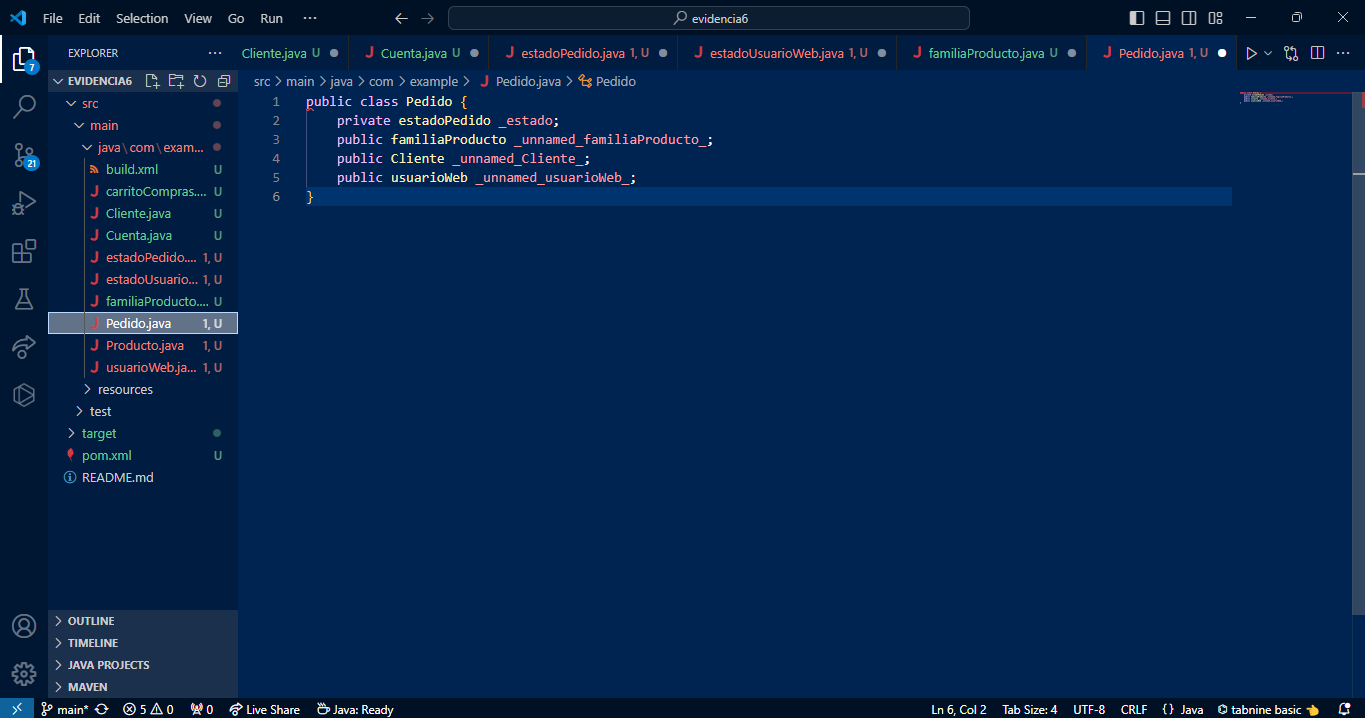 File Edit Selection View Go Run ··· evidencia6
EXPLORER ···
Cliente.java U Cuenta.java U estadoPedido.java 1, U estadoUsuarioWeb.java 1, U familiaProducto.java U Pedido.java 1, U ···
EVIDENCIA6
src > main > java > com > example > Pedido.java > Pedido
src
main
java\com\exam...
build.xml U
carritoCompras.... U
Cliente.java U
Cuenta.java U
estadoPedido.... 1, U
estadoUsuario... 1, U
familiaProducto.... U
Pedido.java 1, U
Producto.java 1, U
usuarioWeb.ja... 1, U
resources
test
target
pom.xml U
README.md
1 public class Pedido {
2 private estadoPedido _estado;
3 public familiaProducto _unnamed_familiaProducto_;
4 public Cliente _unnamed_Cliente_;
5 public usuarioWeb _unnamed_usuarioWeb_;
6 }
7
21
OUTLINE
TIMELINE
JAVA PROJECTS
MAVEN
main* 5 0 0 Live Share Java: Ready Ln 6, Col 2 Tab Size: 4 UTF-8 CRLF {} Java tabnine basic